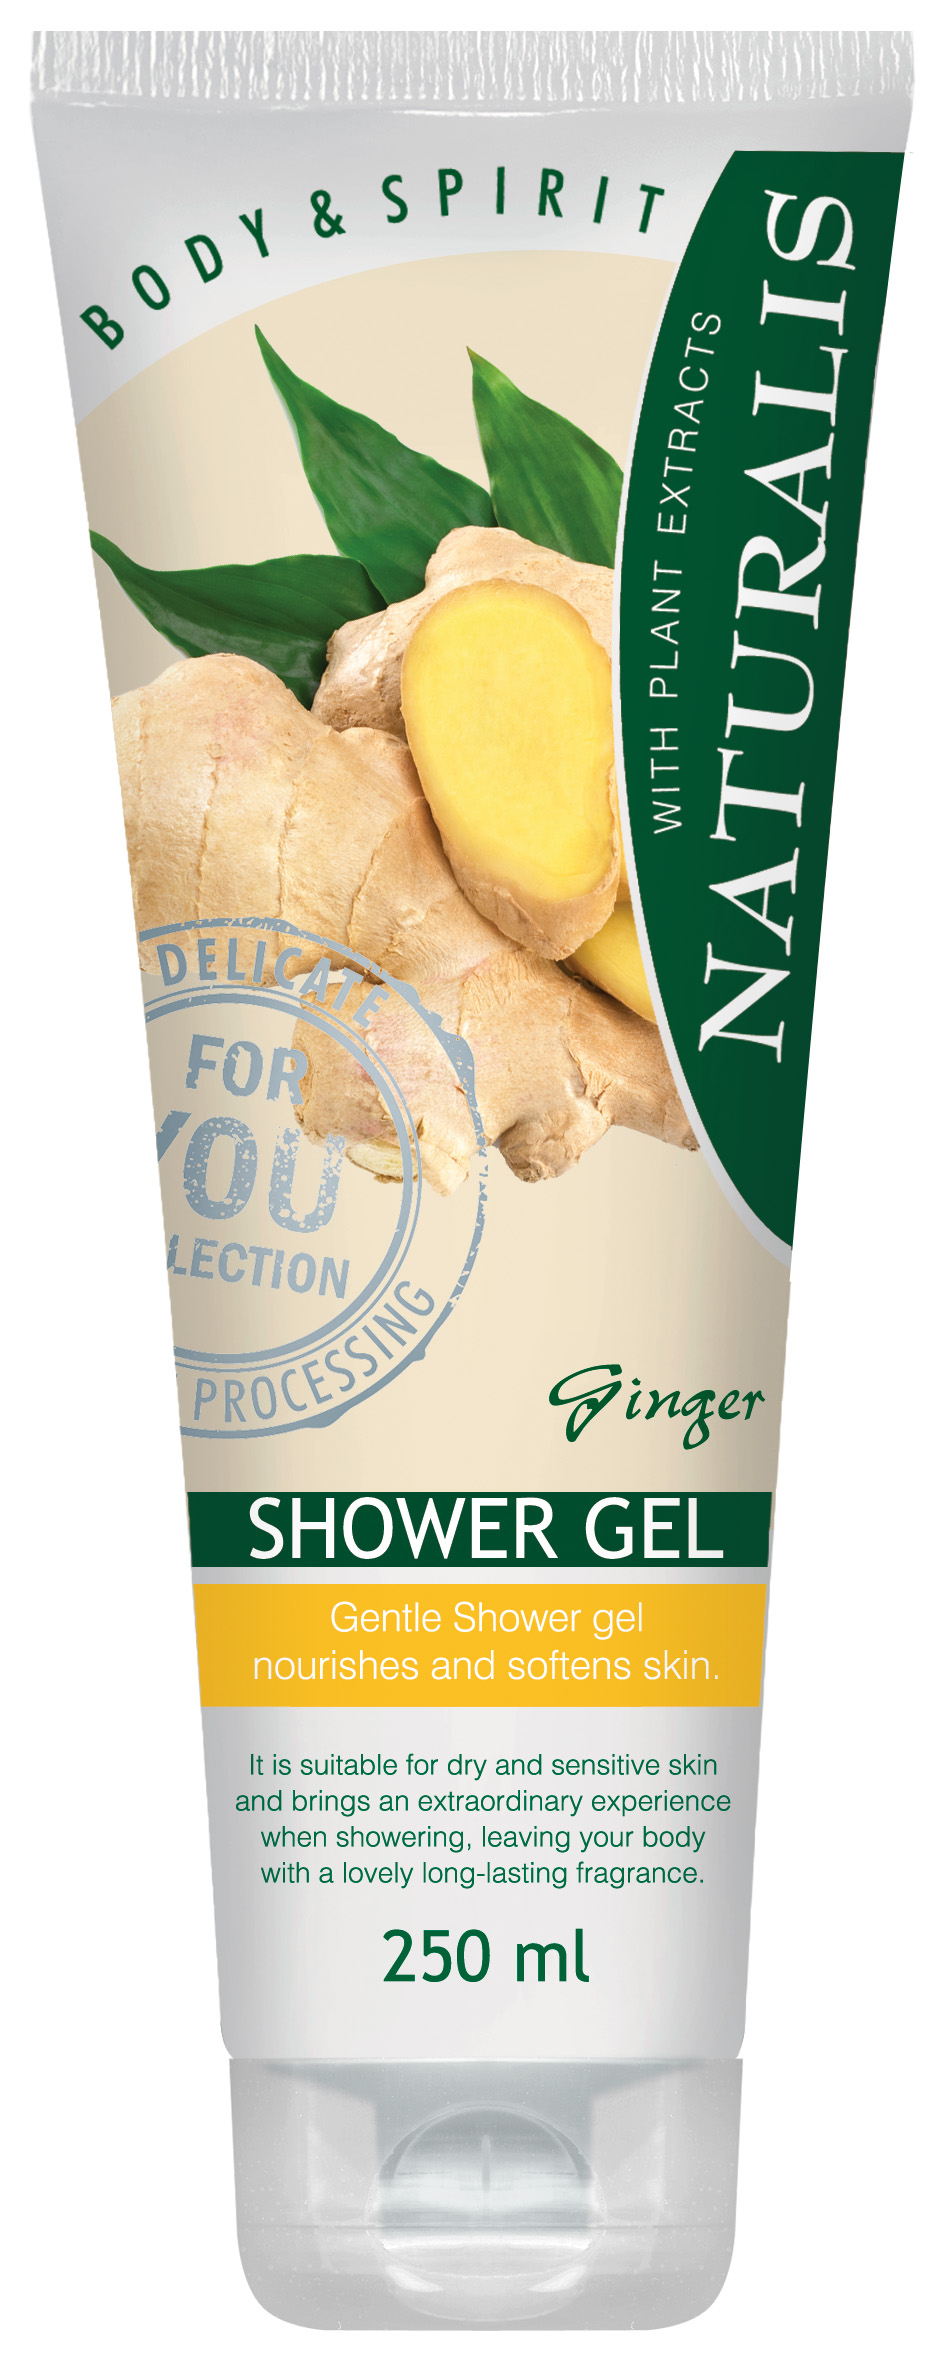 BODY & SPIRIT
WITH PLANT EXTRACTS
NATURALIS
DELICATE
FOR
YOU
LECTION
PROCESSING
Ginger
SHOWER GEL
Gentle Shower gel
nourishes and softens skin.
It is suitable for dry and sensitive skin
and brings an extraordinary experience
when showering, leaving your body
with a lovely long-lasting fragrance.
250 ml